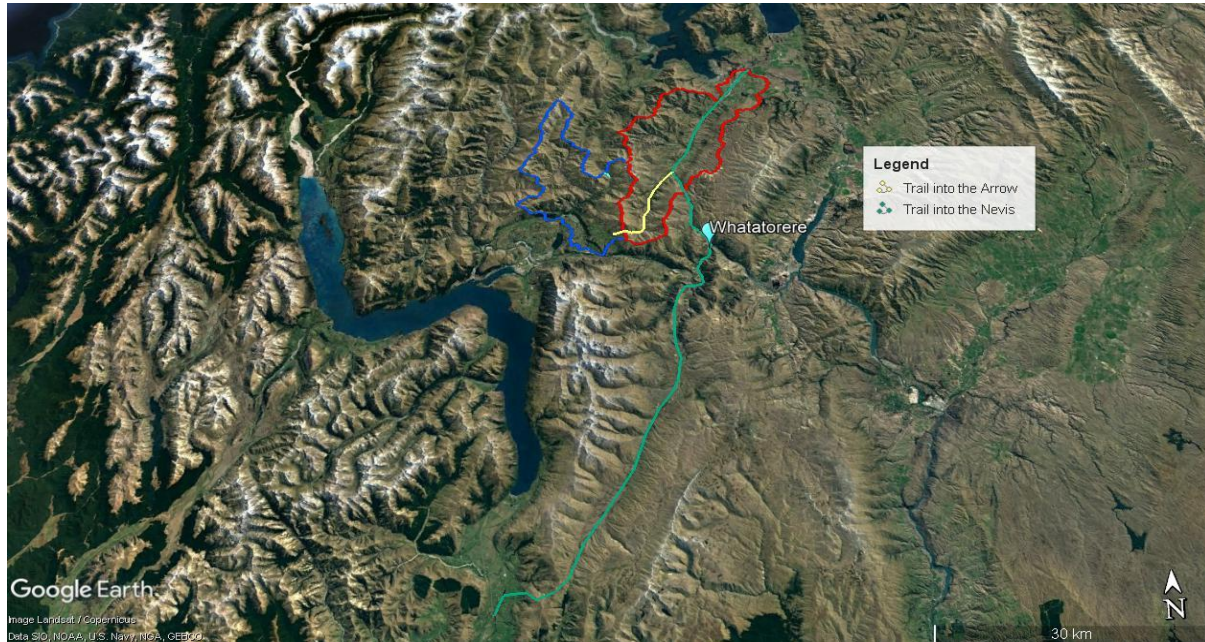 Legend
Trail into the Arrow
Trail into the Nevis
Whatatorere
Google Earth
Image Landsat / Copernicus
Data SIO, NOAA, U.S. Navy, NGA, GEBCO
N
30 km